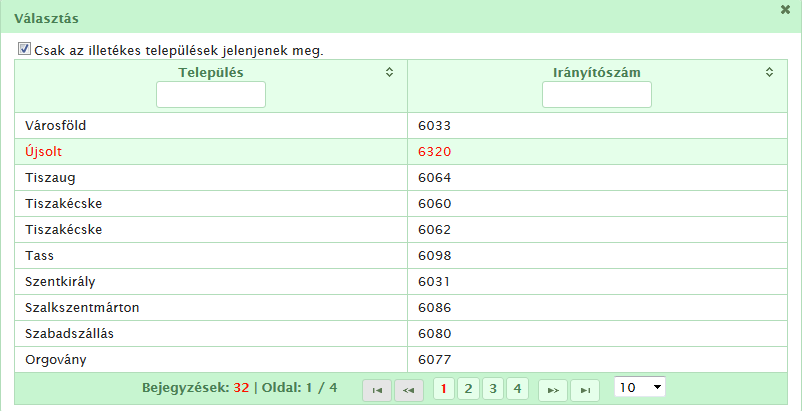 Választás
Csak az illetékes települések jelenjenek meg.
Település Irányítószám
Városföld 6033
Újsolt 6320
Tiszaug 6064
Tiszakécske 6060
Tiszakécske 6062
Tass 6098
Szentkirály 6031
Szalkszentmárton 6086
Szabadszállás 6080
Orgovány 6077
Bejegyzések: 32 | Oldal: 1 / 4 1 2 3 4 10